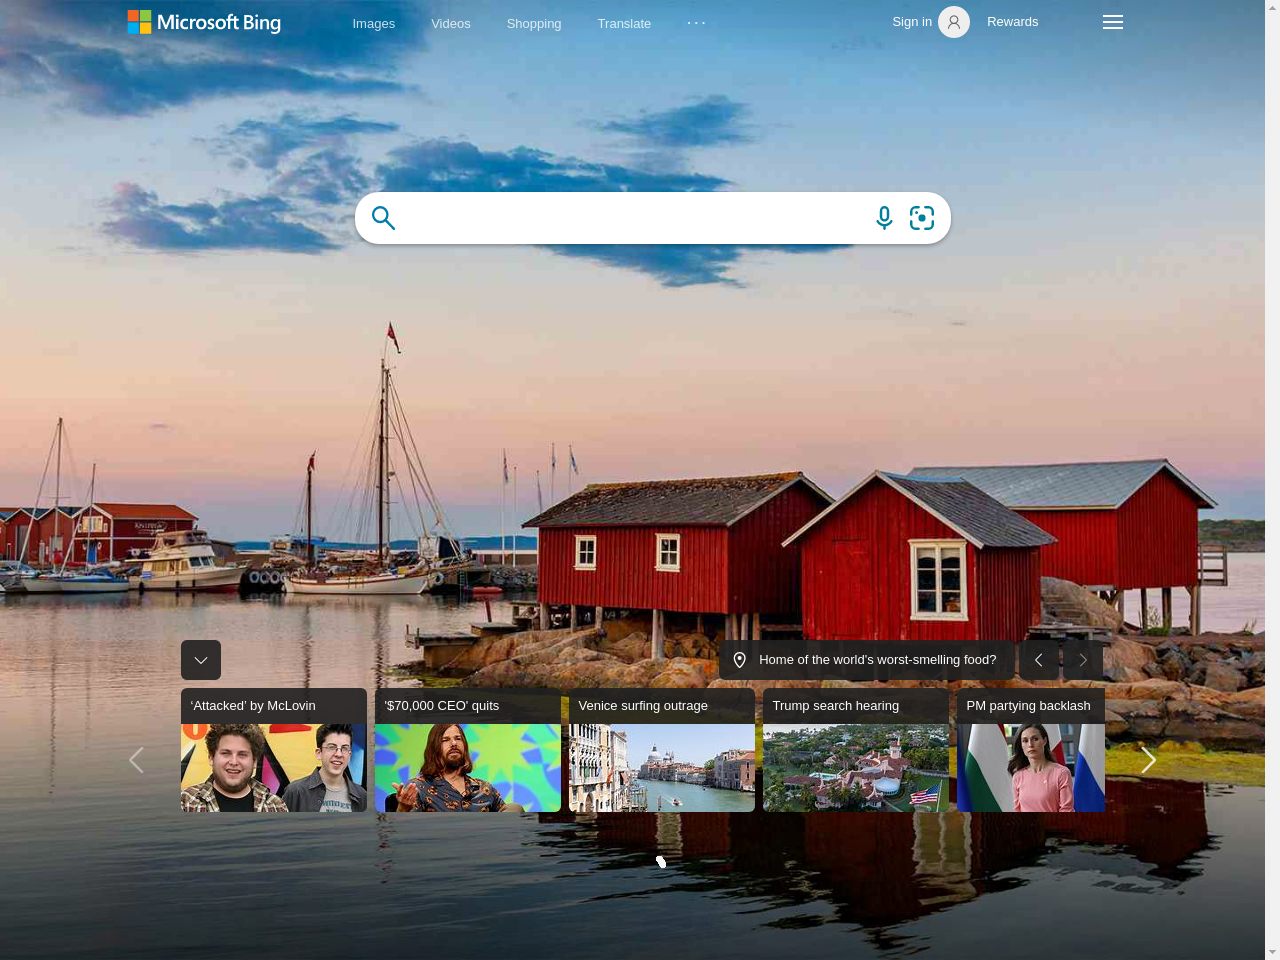 Microsoft Bing
Images
Videos
Shopping
Translate
Sign in
Rewards
Home of the world's worst-smelling food?
'Attacked' by McLovin
'$70,000 CEO' quits
Venice surfing outrage
Trump search hearing
PM partying backlash